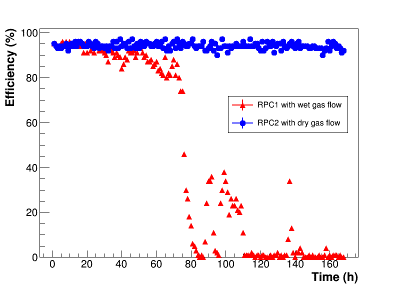 Efficiency (%)
100
80
60
40
20
0
RPC1 with wet gas flow
RPC2 with dry gas flow
0 20 40 60 80 100 120 140 160
Time (h)